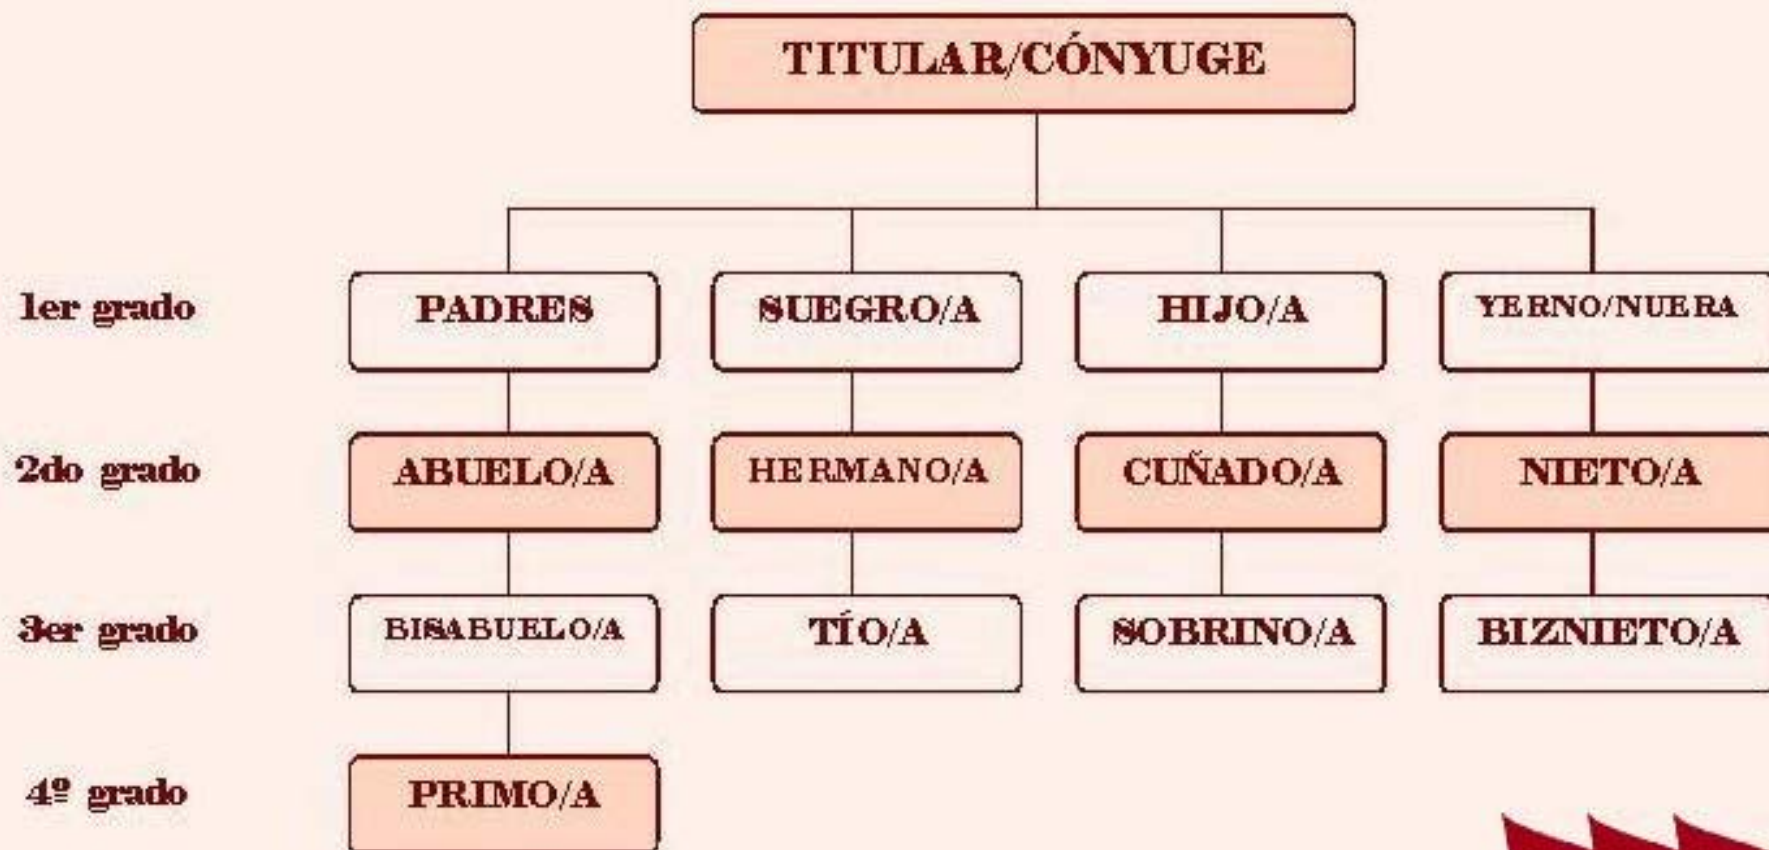 TITULAR/CÓNYUGE
1er grado PADRES SUEGRO/A HIJO/A YERNO/NUERA
2do grado ABUELO/A HERMANO/A CUÑADO/A NIETO/A
3er grado BISABUELO/A TÍO/A SOBRINO/A BIZNIETO/A
4º grado PRIMO/A